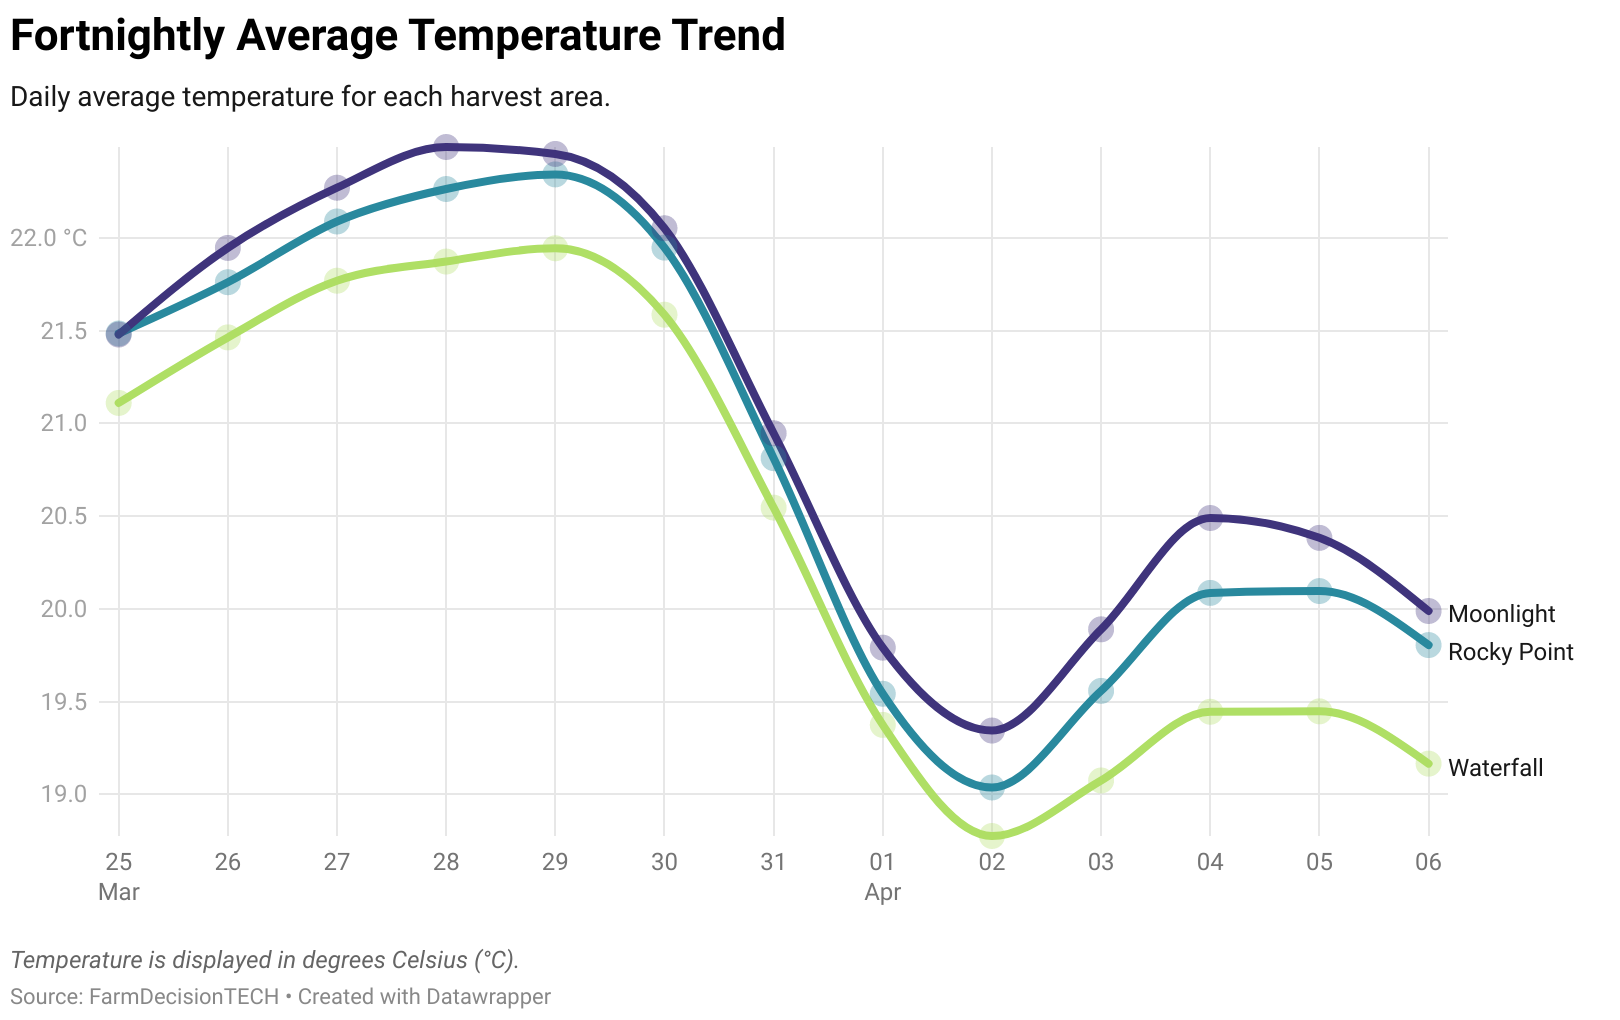 Fortnightly Average Temperature Trend
Daily average temperature for each harvest area.
22.0 °C
21.5
21.0
20.5
20.0
19.5
19.0
Moonlight
Rocky Point
Waterfall
25 26 27 28 29 30 31 01 02 03 04 05 06
Mar Apr
Temperature is displayed in degrees Celsius (°C).
Source: FarmDecisionTECH • Created with Datawrapper